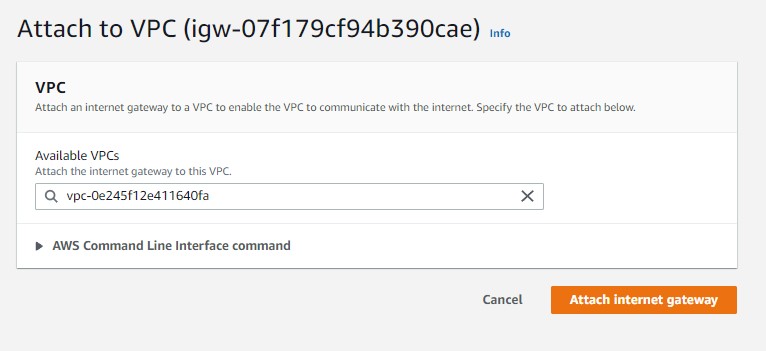 Attach to VPC (igw-07f179cf94b390cae) Info
VPC
Attach an internet gateway to a VPC to enable the VPC to communicate with the internet. Specify the VPC to attach below.
Available VPCs
Attach the internet gateway to this VPC.
vpc-0e245f12e411640fa
AWS Command Line Interface command
Cancel Attach internet gateway